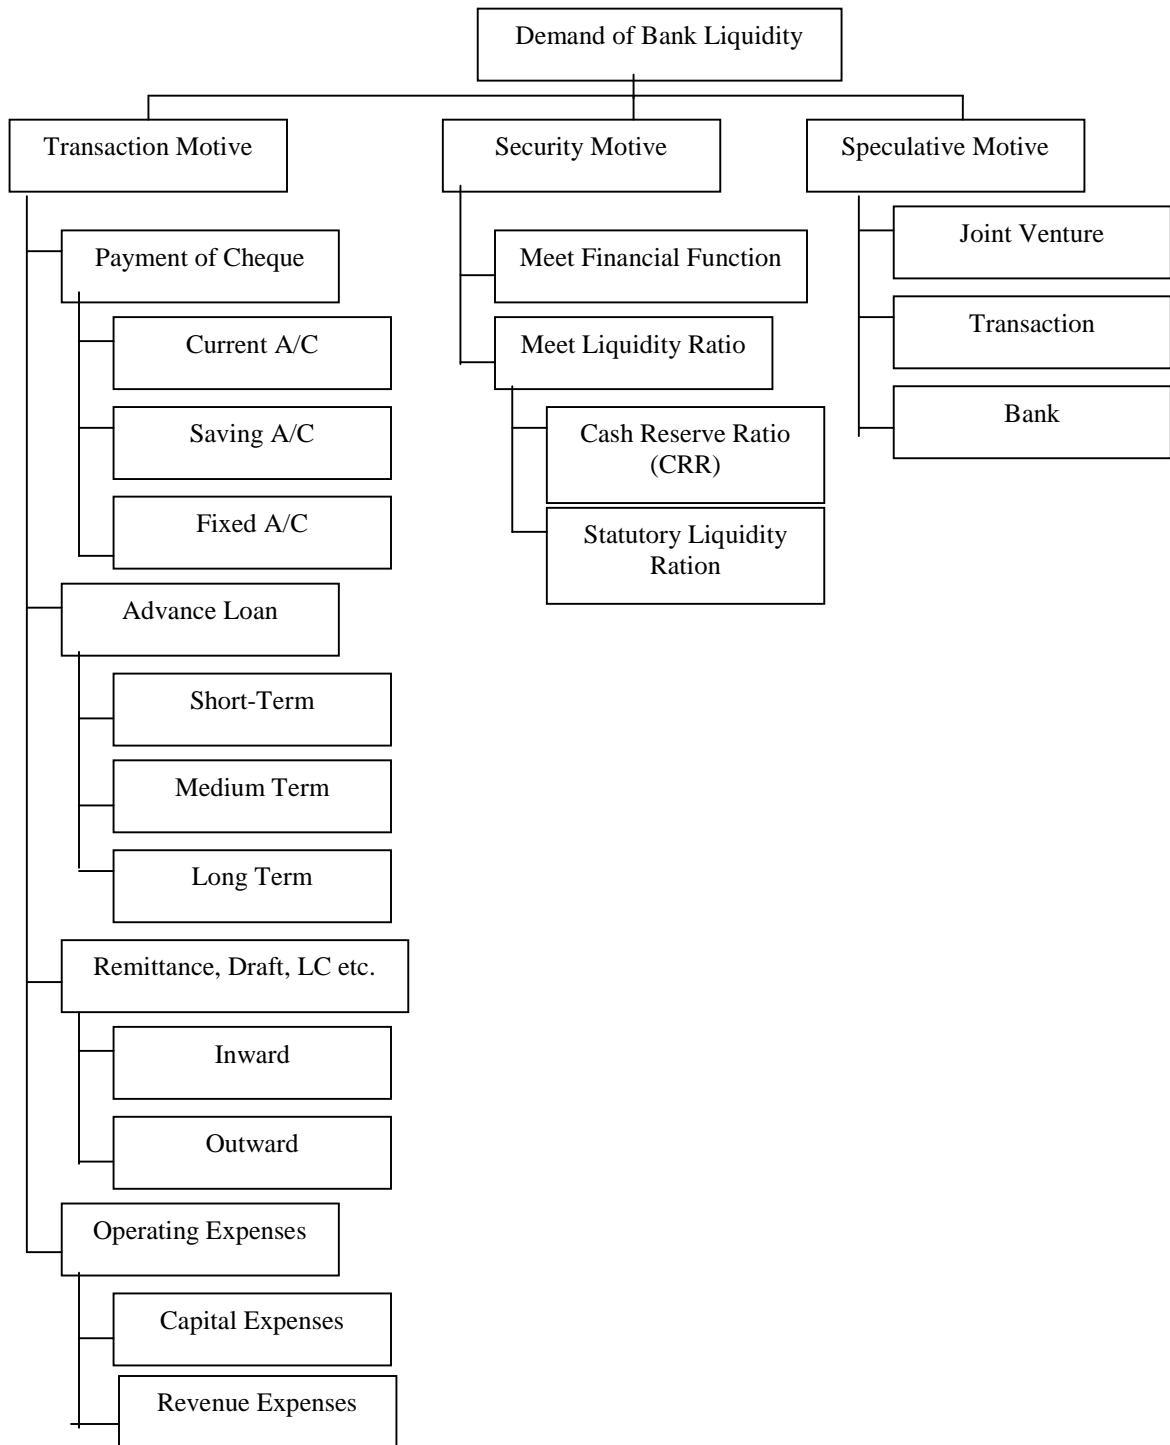 Demand of Bank Liquidity
Transaction Motive
Payment of Cheque
Current A/C
Saving A/C
Fixed A/C
Advance Loan
Short-Term
Medium Term
Long Term
Remittance, Draft, LC etc.
Inward
Outward
Operating Expenses
Capital Expenses
Revenue Expenses
Security Motive
Meet Financial Function
Meet Liquidity Ratio
Cash Reserve Ratio
(CRR)
Statutory Liquidity
Ration
Speculative Motive
Joint Venture
Transaction
Bank